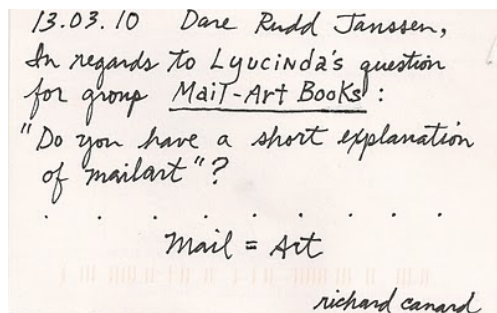 13.03.10 Dare Rudd Janssen,
In regards to Lyucinda's question
for group Mail-Art Books :
"Do you have a short explanation
of mailart"?
. . . . . . . . .
Mail = Art
richard canard